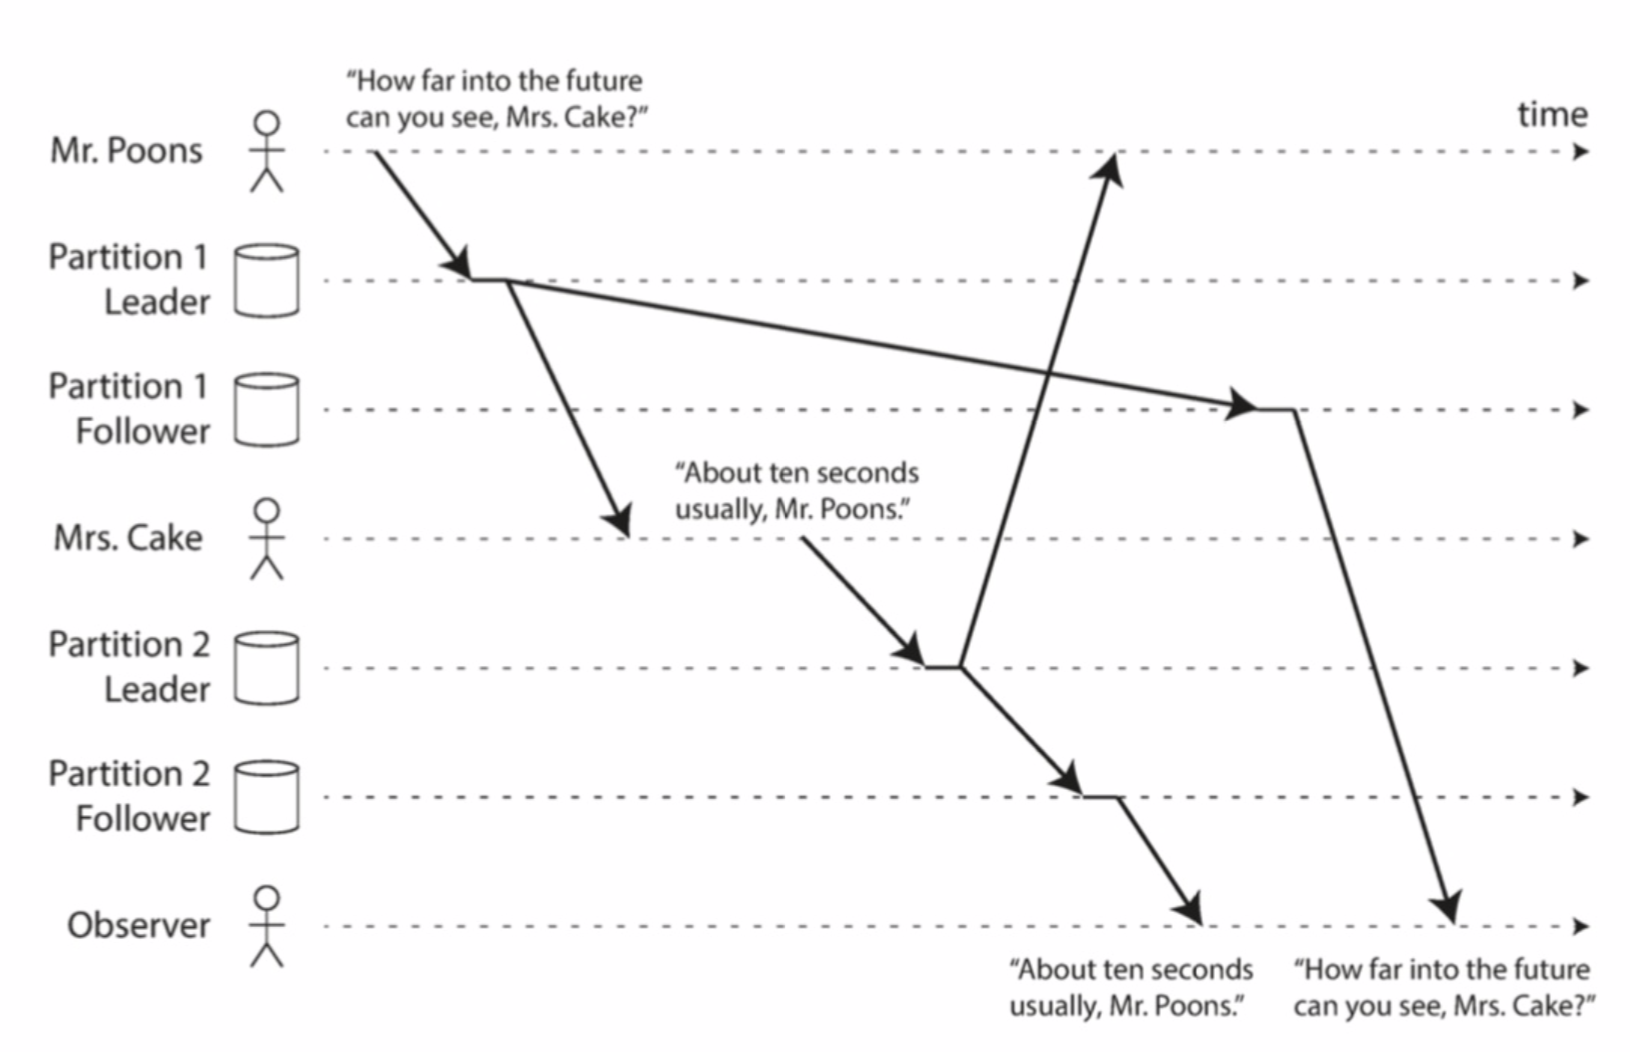 “How far into the future
can you see, Mrs. Cake?”
time
Mr. Poons
Partition 1
Leader
Partition 1
Follower
“About ten seconds
usually, Mr. Poons.”
Mrs. Cake
Partition 2
Leader
Partition 2
Follower
Observer
“About ten seconds
usually, Mr. Poons.”
“How far into the future
can you see, Mrs. Cake?”